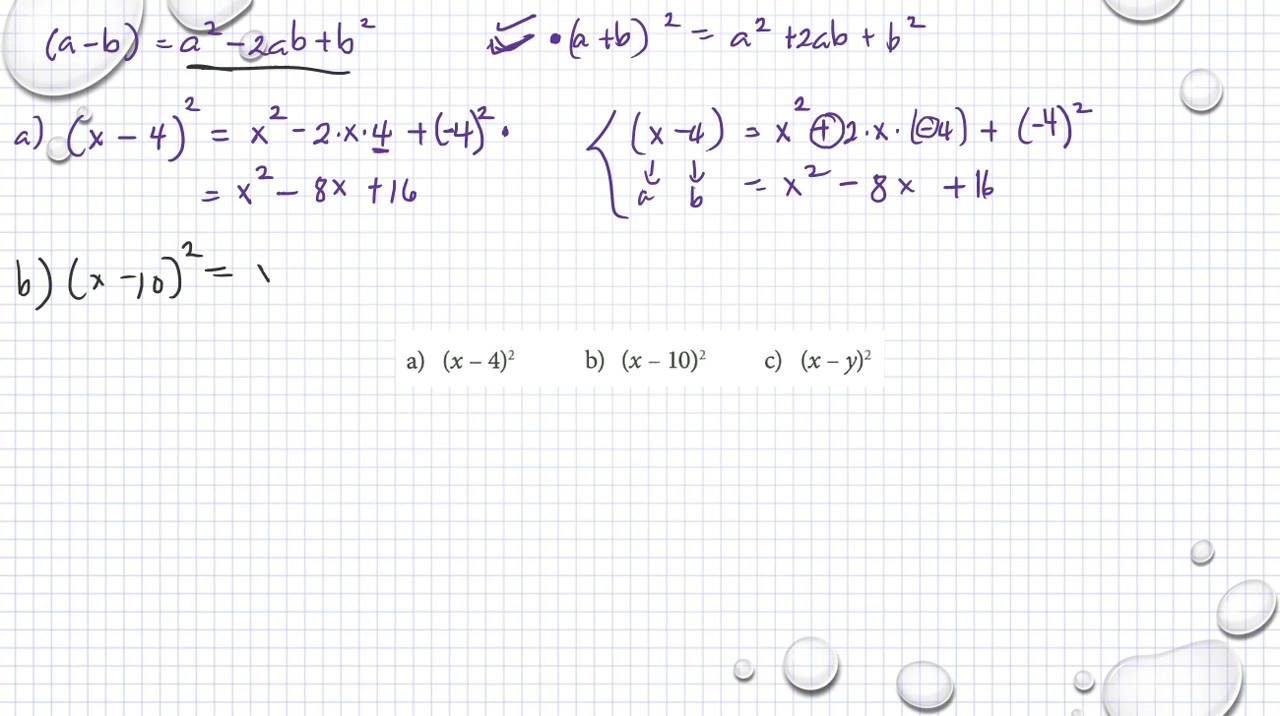 (a-b) = a² - 2ab + b²
• (a+b)² = a² + 2ab + b²
a) (x - 4)² = x² - 2·x·4 + (-4)² •
= x² - 8x + 16
(x - 4) = x² + 2·x·(-4) + (-4)²
a b = x² - 8x + 16
b) (x - 10)² =
a) (x – 4)² b) (x – 10)² c) (x – y)²